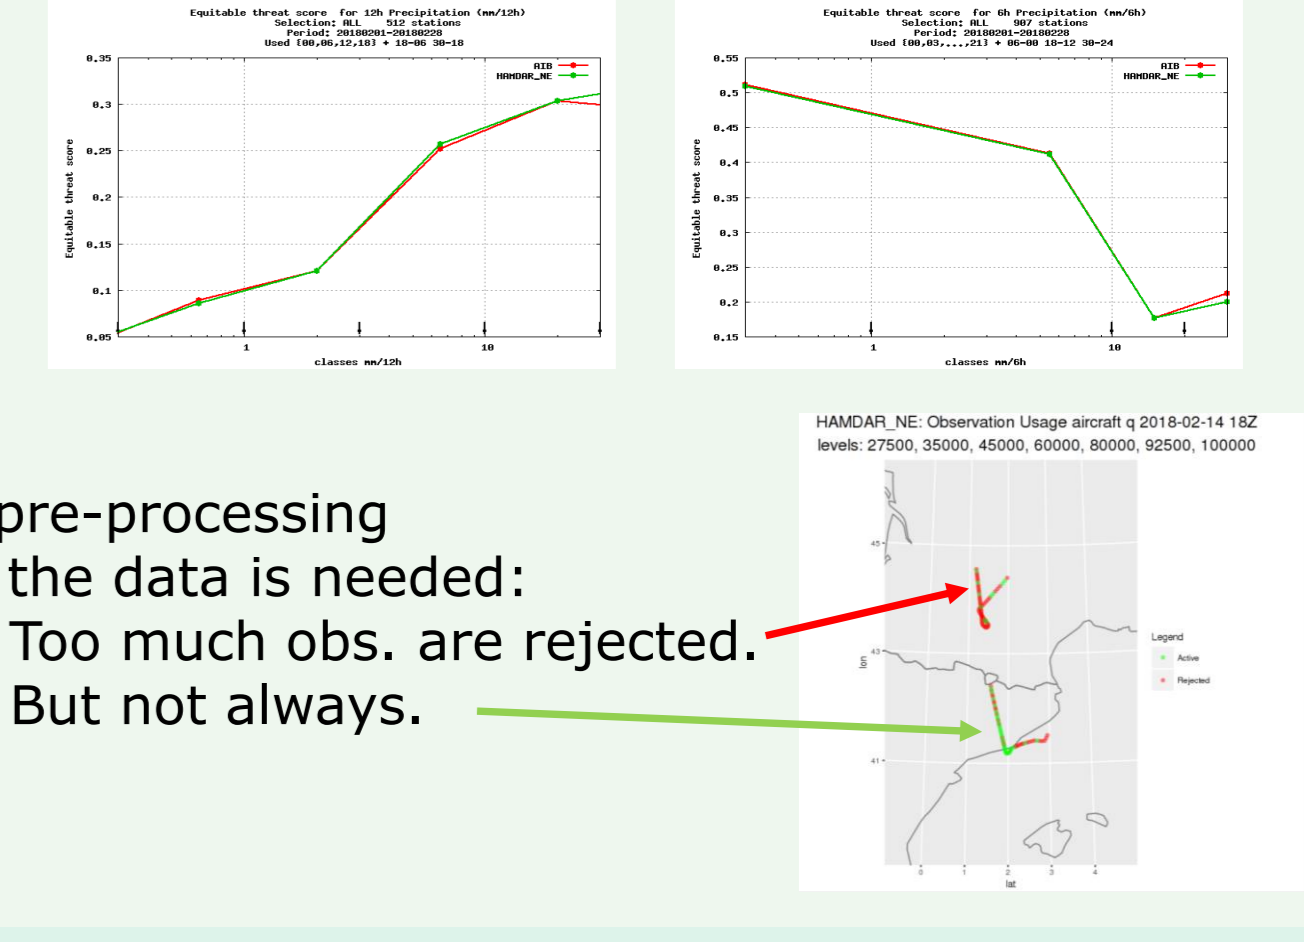 Equitable threat score for 12h Precipitation (mm/12h)
Selection: ALL 512 stations
Period: 20180201-20180228
Used {00,06,12,18} + 18-06 30-18
0.35
0.3
0.25
0.2
0.15
0.1
0.05
Equitable threat score
AIB
HAMDAR_NE
1
10
classes mm/12h
Equitable threat score for 6h Precipitation (mm/6h)
Selection: ALL 907 stations
Period: 20180201-20180228
Used {00,03,...,21} + 06-00 18-12 30-24
0.55
0.5
0.45
0.4
0.35
0.3
0.25
0.2
0.15
Equitable threat score
AIB
HAMDAR_NE
1
10
classes mm/6h
pre-processing
the data is needed:
Too much obs. are rejected.
But not always.
HAMDAR_NE: Observation Usage aircraft q 2018-02-14 18Z
levels: 27500, 35000, 45000, 60000, 80000, 92500, 100000
45
43
41
lon
0
1
2
3
4
lat
Legend
Active
Rejected